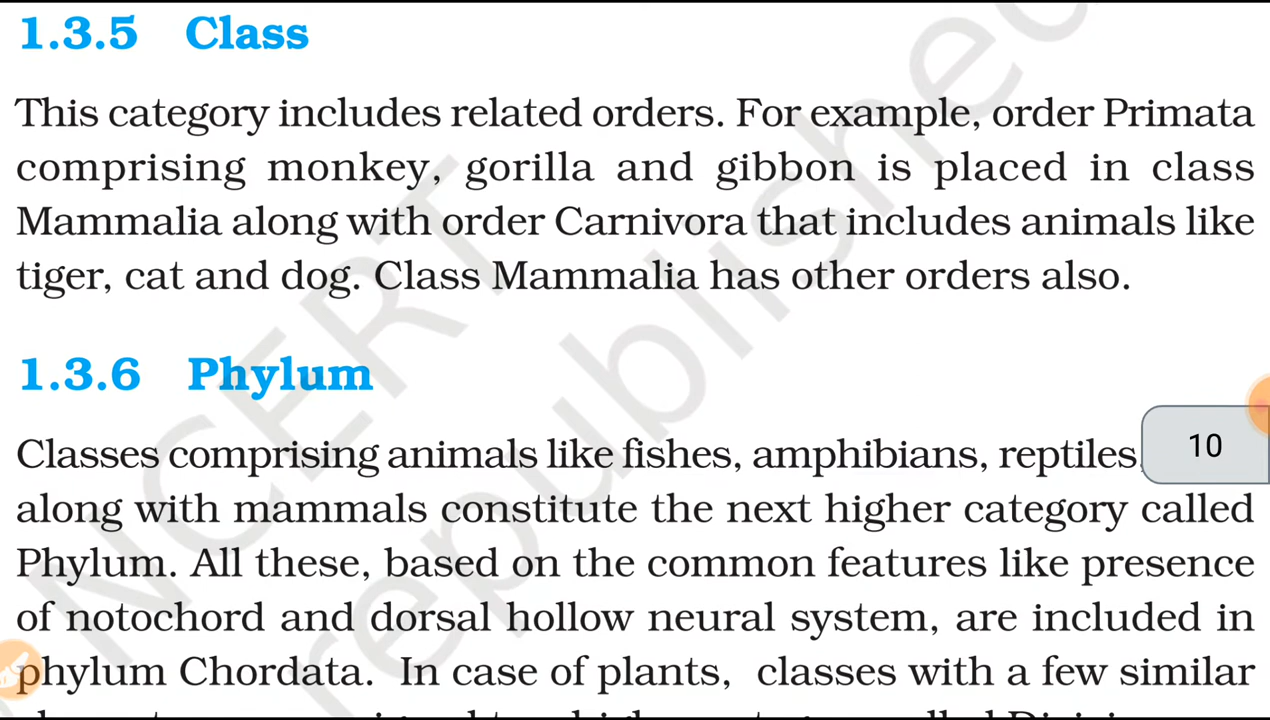 1.3.5 Class
This category includes related orders. For example, order Primata
comprising monkey, gorilla and gibbon is placed in class
Mammalia along with order Carnivora that includes animals like
tiger, cat and dog. Class Mammalia has other orders also.
1.3.6 Phylum
Classes comprising animals like fishes, amphibians, reptiles,
10
along with mammals constitute the next higher category called
Phylum. All these, based on the common features like presence
of notochord and dorsal hollow neural system, are included in
phylum Chordata. In case of plants, classes with a few similar
NCERT
republished